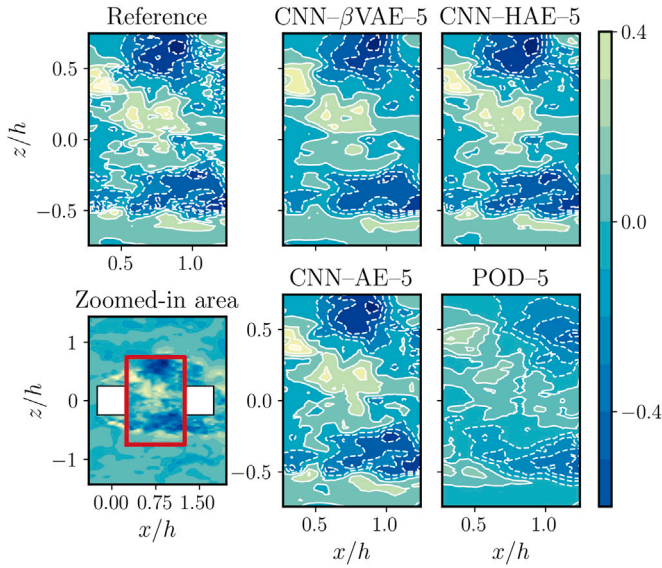 Reference
CNN–βVAE–5
CNN–HAE–5
0.5
0.0
−0.5
z/h
0.5
1.0
0.4
0.0
−0.4
Zoomed-in area
CNN–AE–5
POD–5
1
0
−1
z/h
0.00
0.75
1.50
x/h
0.5
0.0
−0.5
0.5
1.0
x/h
0.5
1.0
x/h